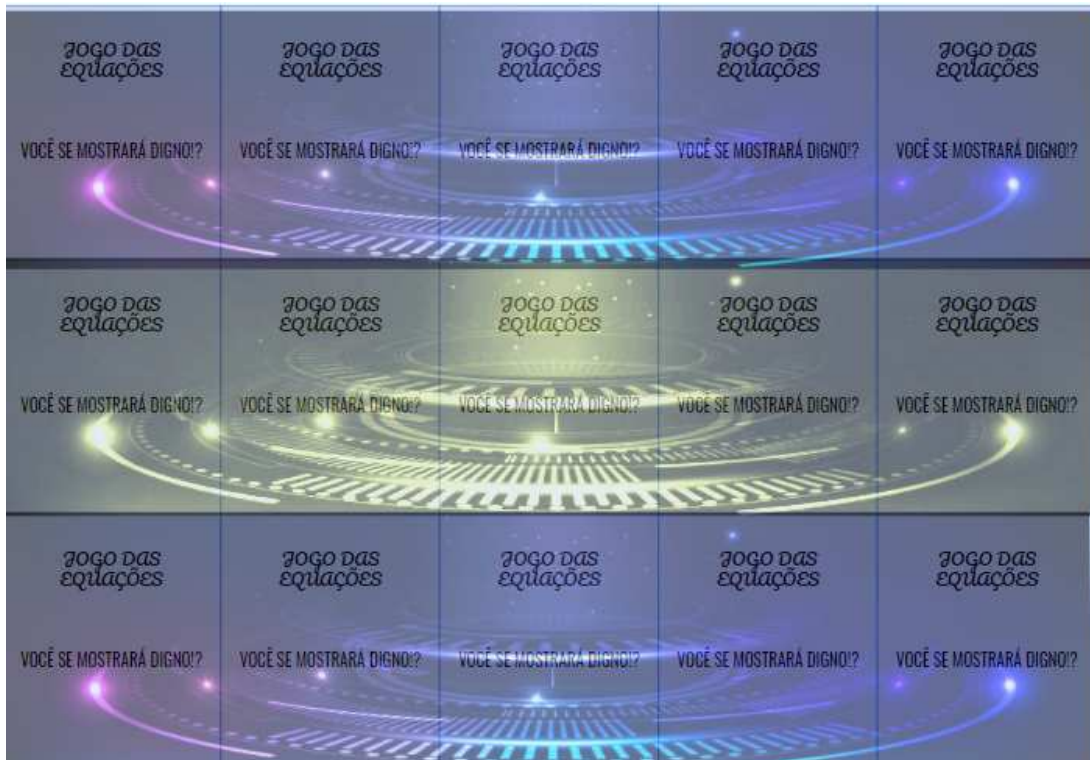 JOGO DAS JOGO DAS JOGO DAS JOGO DAS JOGO DAS
EQUAÇÕES EQUAÇÕES EQUAÇÕES EQUAÇÕES EQUAÇÕES
VOCÊ SE MOSTRARÁ DIGNO!? VOCÊ SE MOSTRARÁ DIGNO!? VOCÊ SE MOSTRARÁ DIGNO!? VOCÊ SE MOSTRARÁ DIGNO!? VOCÊ SE MOSTRARÁ DIGNO!?
JOGO DAS JOGO DAS JOGO DAS JOGO DAS JOGO DAS
EQUAÇÕES EQUAÇÕES EQUAÇÕES EQUAÇÕES EQUAÇÕES
VOCÊ SE MOSTRARÁ DIGNO!? VOCÊ SE MOSTRARÁ DIGNO!? VOCÊ SE MOSTRARÁ DIGNO!? VOCÊ SE MOSTRARÁ DIGNO!? VOCÊ SE MOSTRARÁ DIGNO!?
JOGO DAS JOGO DAS JOGO DAS JOGO DAS JOGO DAS
EQUAÇÕES EQUAÇÕES EQUAÇÕES EQUAÇÕES EQUAÇÕES
VOCÊ SE MOSTRARÁ DIGNO!? VOCÊ SE MOSTRARÁ DIGNO!? VOCÊ SE MOSTRARÁ DIGNO!? VOCÊ SE MOSTRARÁ DIGNO!? VOCÊ SE MOSTRARÁ DIGNO!?